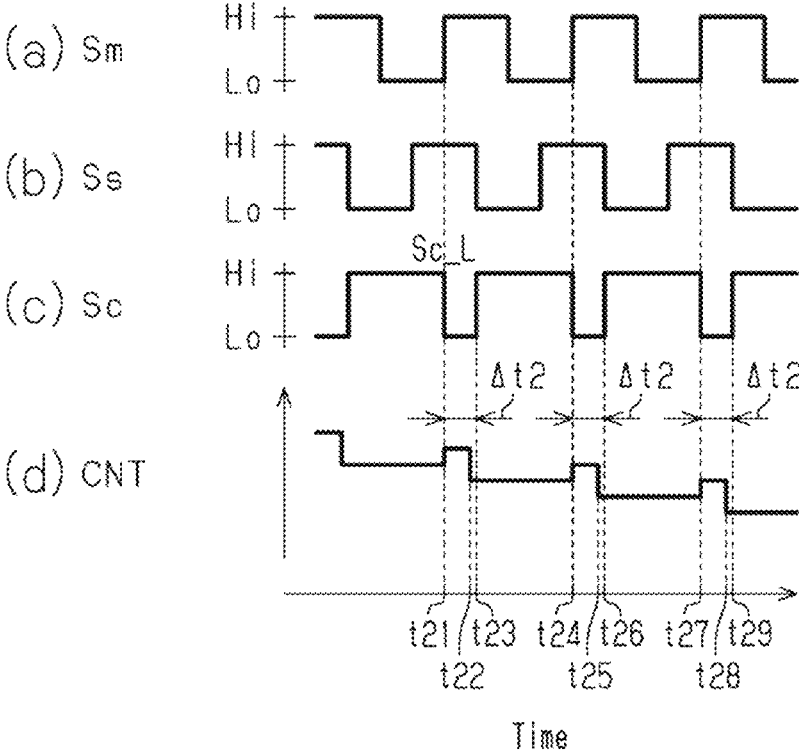 (a) Sm
Hi
Lo
(b) Ss
Hi
Lo
(c) Sc
Hi
Lo
Sc_L
Δt2 Δt2 Δt2
(d) CNT
t21 t23 t24 t26 t27 t29
t22 t25 t28
Time